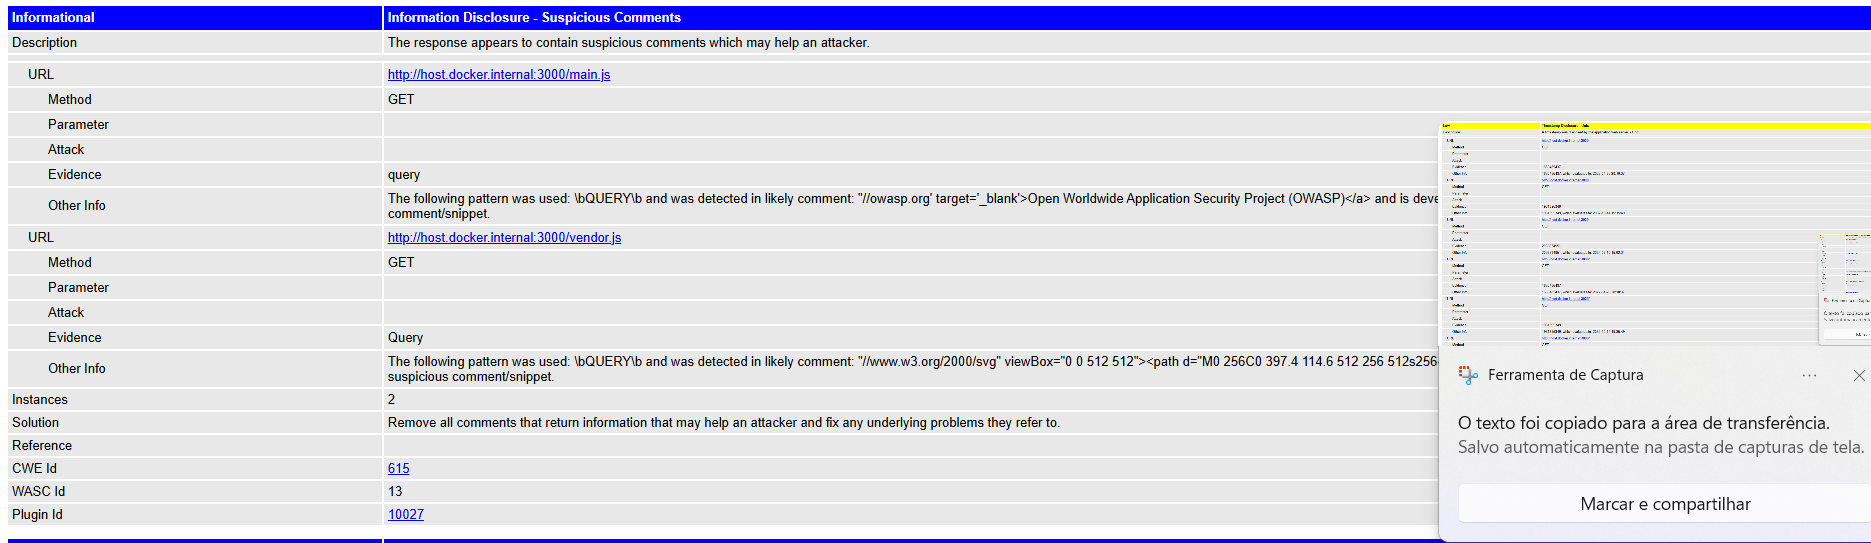 Informational Information Disclosure - Suspicious Comments
Description The response appears to contain suspicious comments which may help an attacker.
URL http://host.docker.internal:3000/main.js
Method GET
Parameter
Attack
Evidence query
Other Info The following pattern was used: \bQUERY\b and was detected in likely comment: "//owasp.org' target='_blank'>Open Worldwide Application Security Project (OWASP)</a> and is deve
comment/snippet.
URL http://host.docker.internal:3000/vendor.js
Method GET
Parameter
Attack
Evidence Query
Other Info The following pattern was used: \bQUERY\b and was detected in likely comment: "//www.w3.org/2000/svg" viewBox="0 0 512 512"><path d="M0 256C0 397.4 114.6 512 256 512s256
suspicious comment/snippet.
Instances 2
Solution Remove all comments that return information that may help an attacker and fix any underlying problems they refer to.
Reference
CWE Id 615
WASC Id 13
Plugin Id 10027
Ferramenta de Captura
O texto foi copiado para a área de transferência.
Salvo automaticamente na pasta de capturas de tela.
Marcar e compartilhar